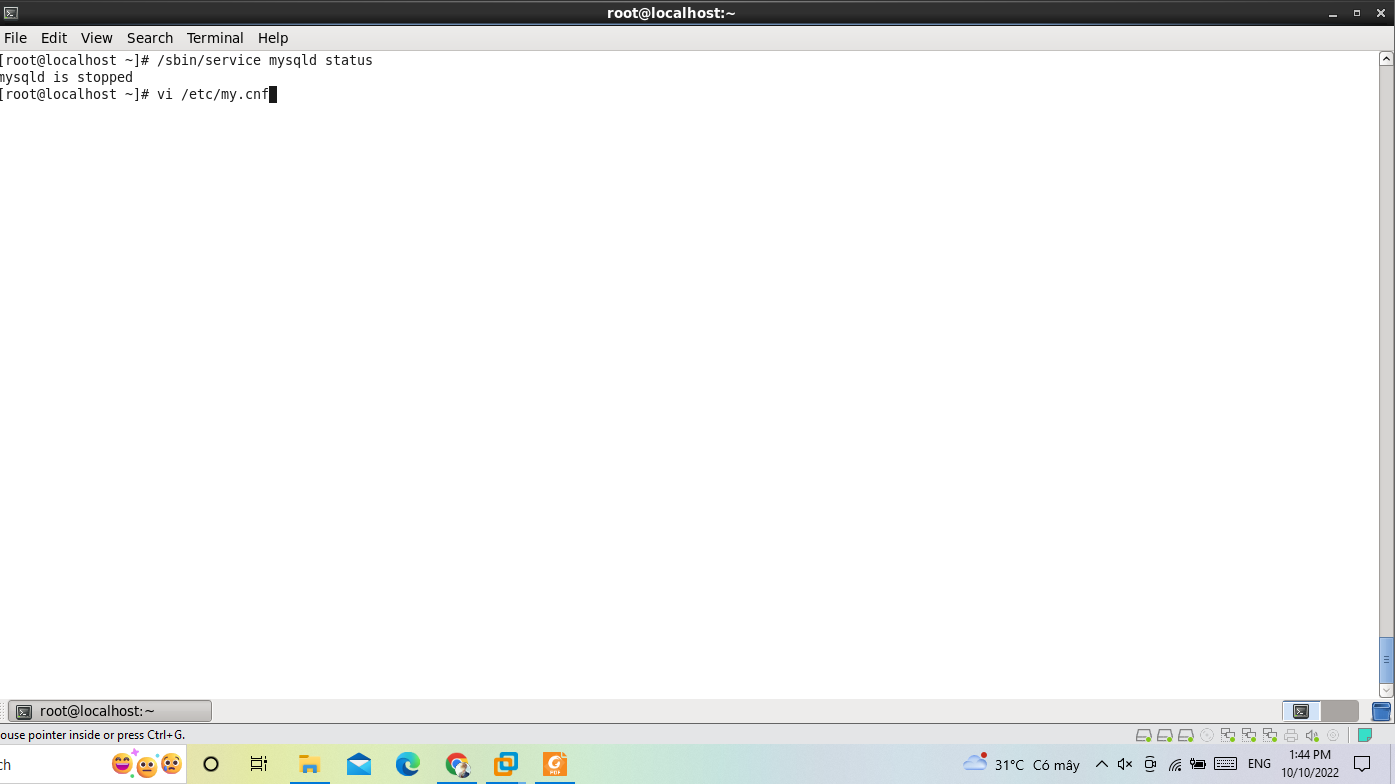 root@localhost:~
File Edit View Search Terminal Help
[root@localhost ~]# /sbin/service mysqld status
mysqld is stopped
[root@localhost ~]# vi /etc/my.cnf
root@localhost:~
ouse pointer inside or press Ctrl+G.
ch
31°C Có mây
ENG
1:44 PM
10/10/2022
PDF